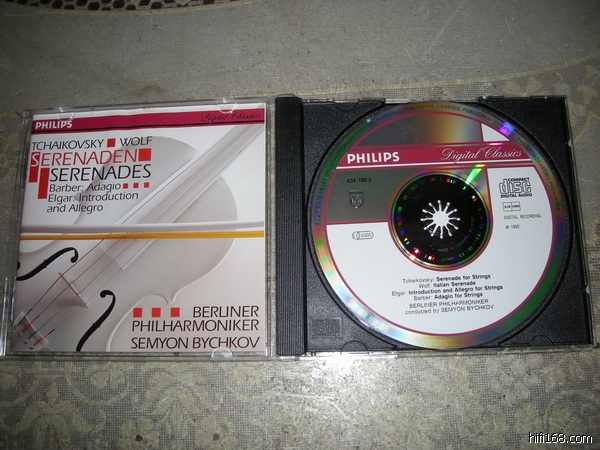 PHILIPS
Digital Classics
TCHAIKOVSKY WOLF
SERENADEN
SERENADES
Barber: Adagio
Elgar: Introduction
and Allegro
BERLINER
PHILHARMONIKER
SEMYON BYCHKOV
PHILIPS
Digital Classics
COMPACT
disc
DIGITAL AUDIO
DIGITAL RECORDING
Tchaikovsky: Serenade for Strings
Wolf: Italian Serenade
Elgar: Introduction and Allegro for Strings
Barber: Adagio for Strings
BERLINER PHILHARMONIKER
conducted by SEMYON BYCHKOV
hifi168.com